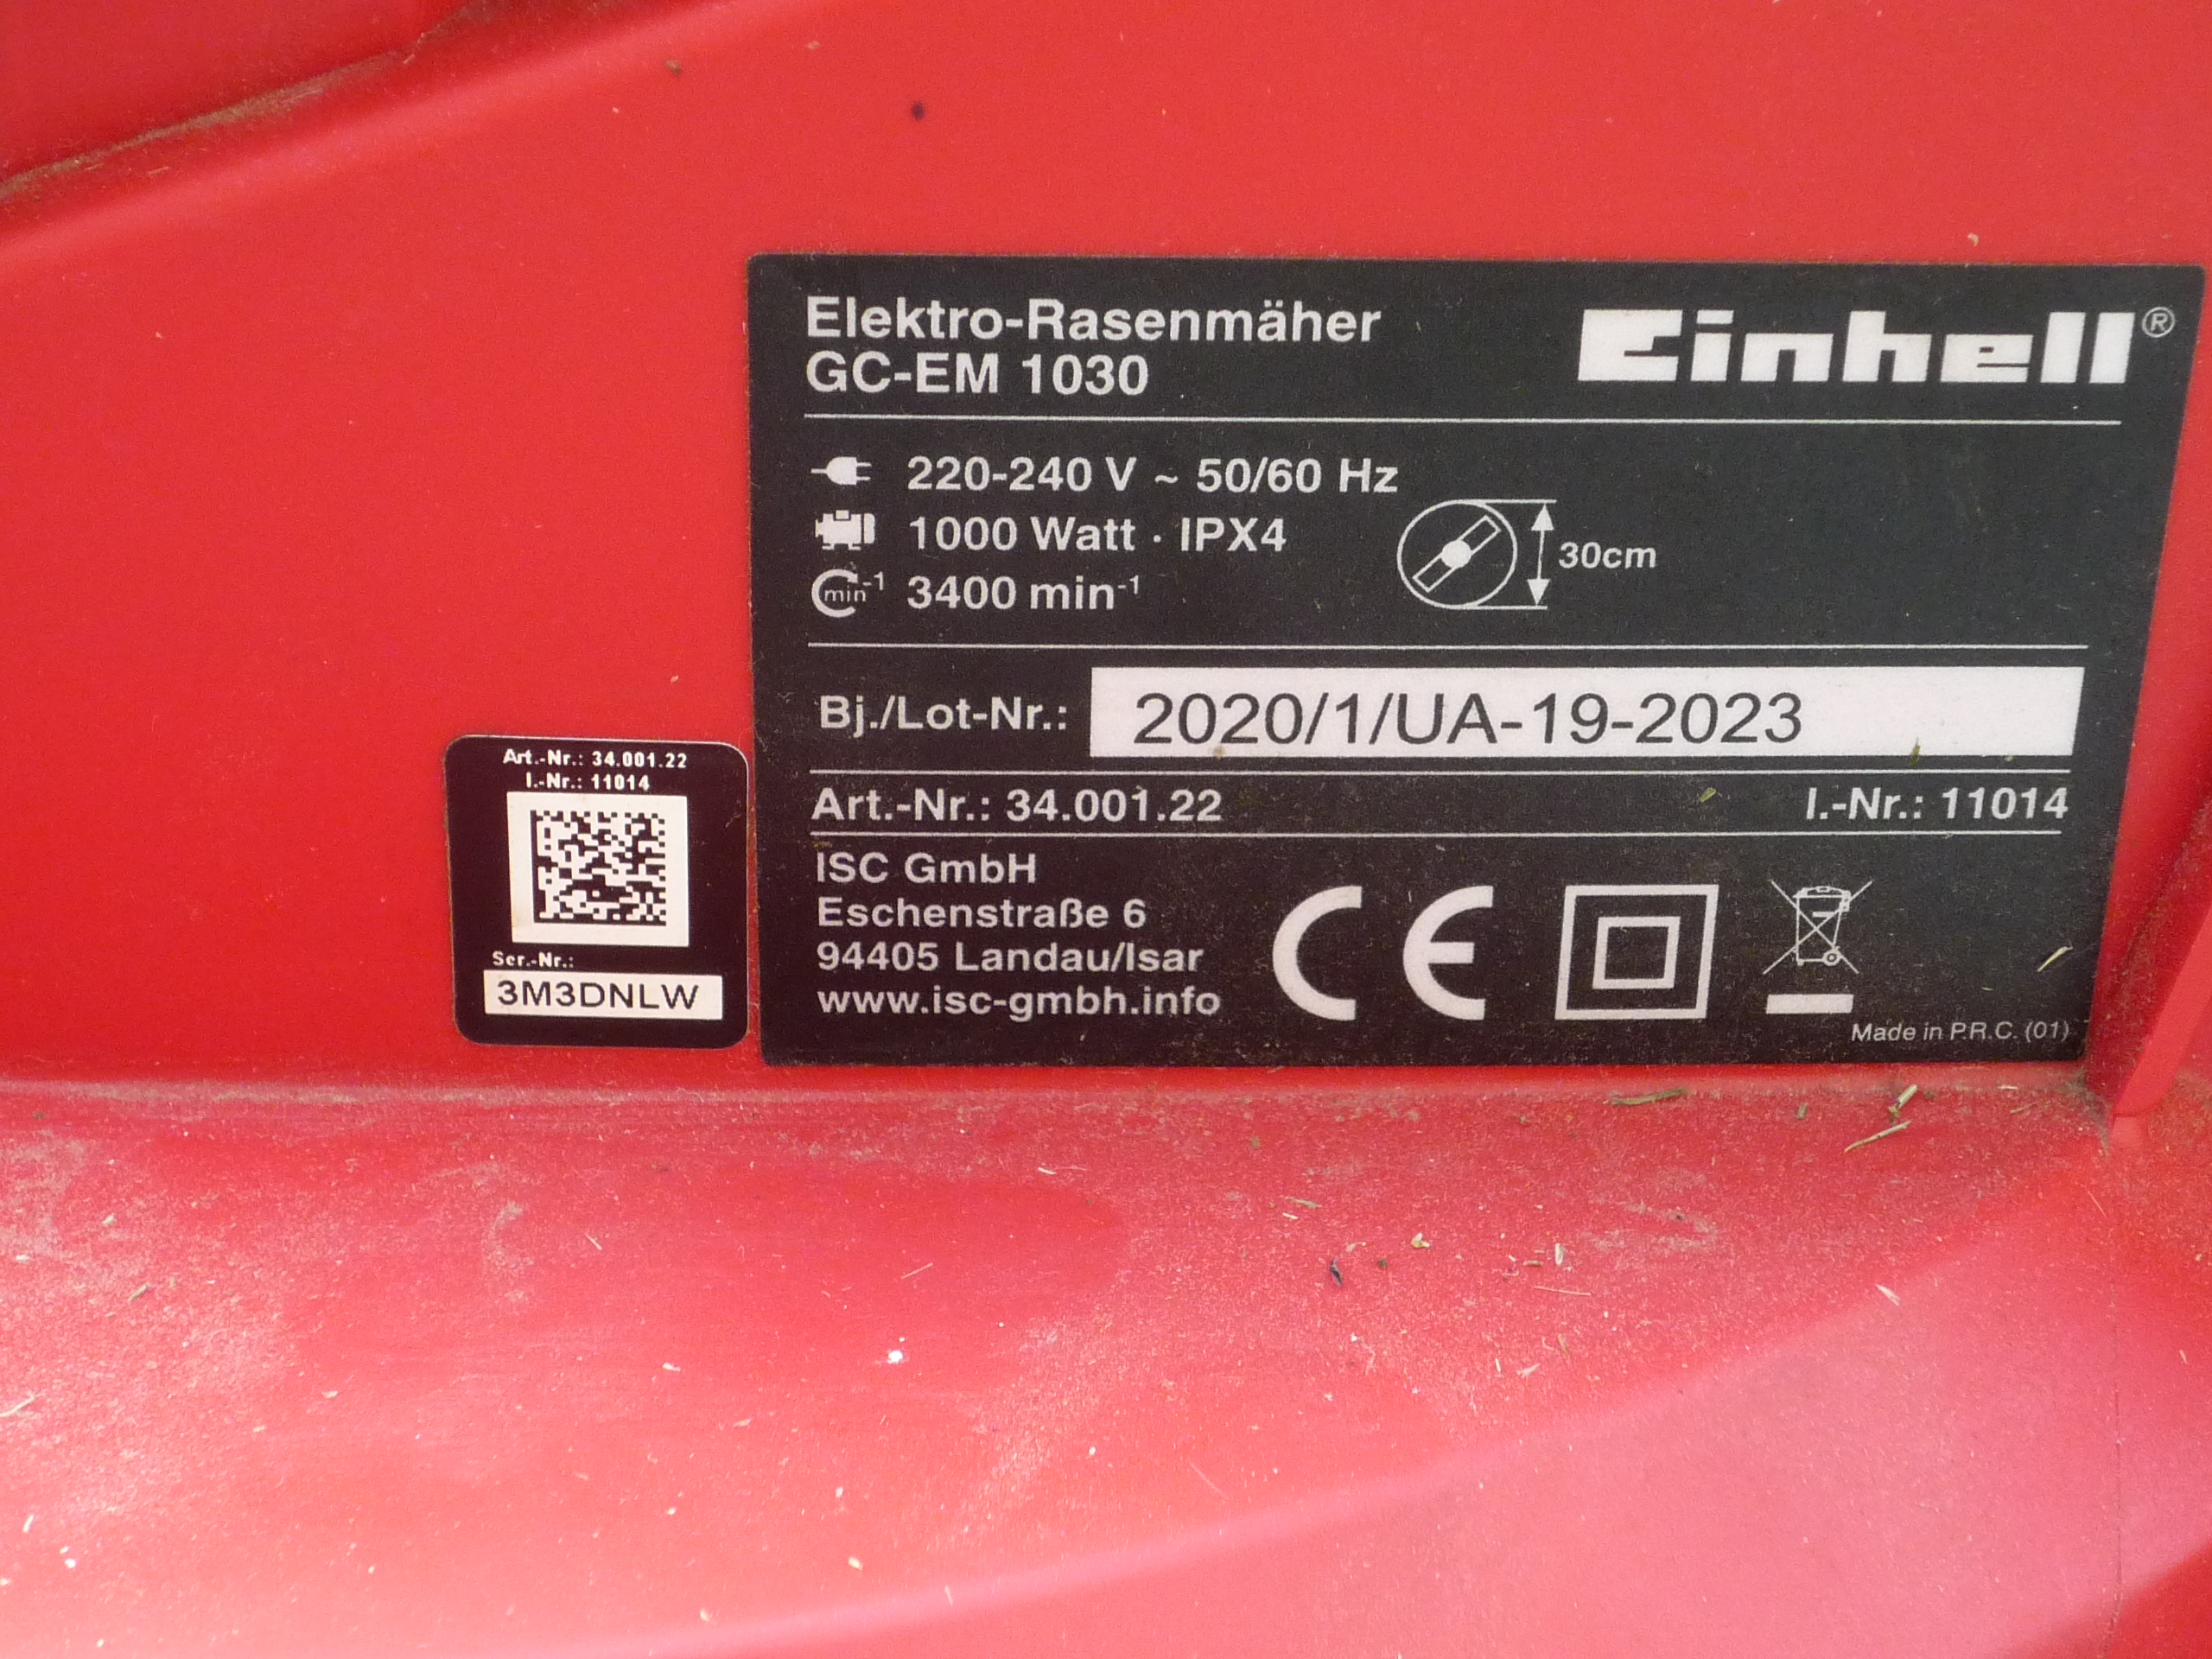 Elektro-Rasenmäher
GC-EM 1030
Einhell®
220-240 V ~ 50/60 Hz
1000 Watt · IPX4
30cm
min-1 3400 min-1
Bj./Lot-Nr.: 2020/1/UA-19-2023
Art.-Nr.: 34.001.22 I.-Nr.: 11014
ISC GmbH
Eschenstraße 6
94405 Landau/Isar
www.isc-gmbh.info
CE
Made in P.R.C. (01)
Art.-Nr.: 34.001.22
I.-Nr.: 11014
Ser.-Nr.:
3M3DNLW